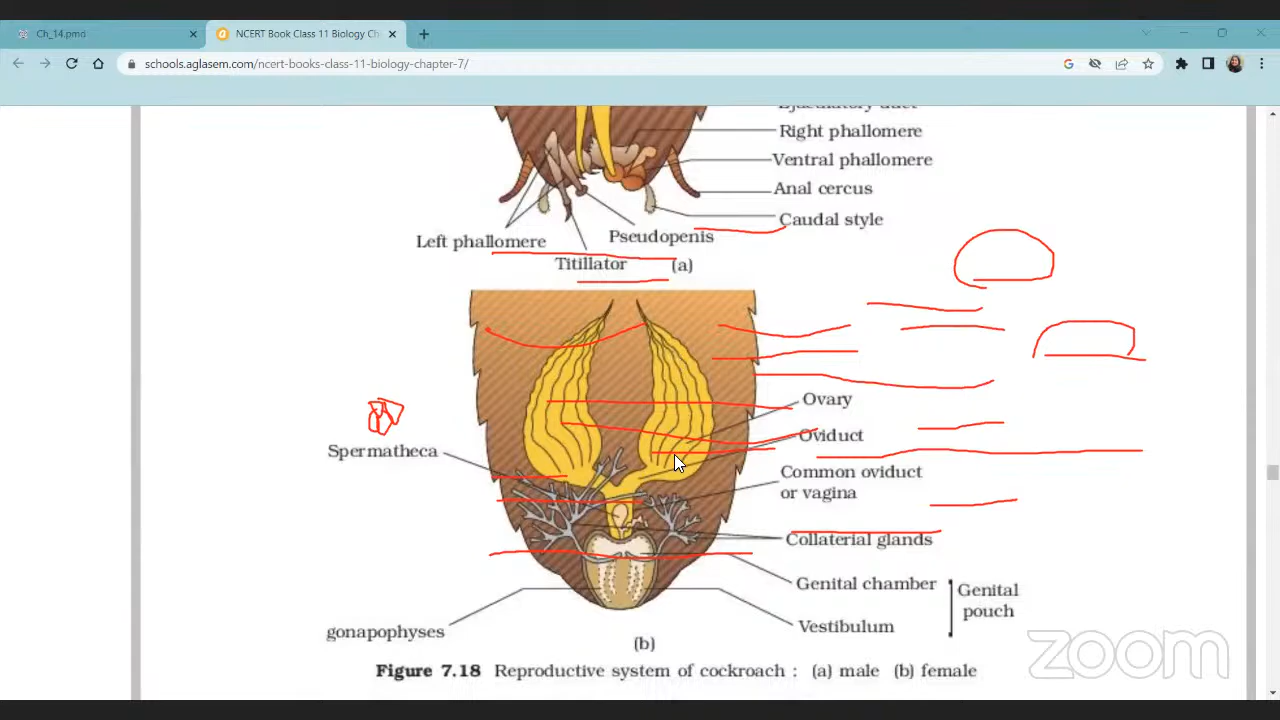 Ch_14.pmd
NCERT Book Class 11 Biology Ch
schools.aglasem.com/ncert-books-class-11-biology-chapter-7/
Ejaculatory duct
Right phallomere
Ventral phallomere
Anal cercus
Caudal style
Pseudopenis
Left phallomere
Titillator
(a)
Ovary
Oviduct
Spermatheca
Common oviduct
or vagina
Collaterial glands
Genital chamber
Genital
pouch
Vestibulum
gonapophyses
(b)
Figure 7.18 Reproductive system of cockroach : (a) male (b) female
zoom